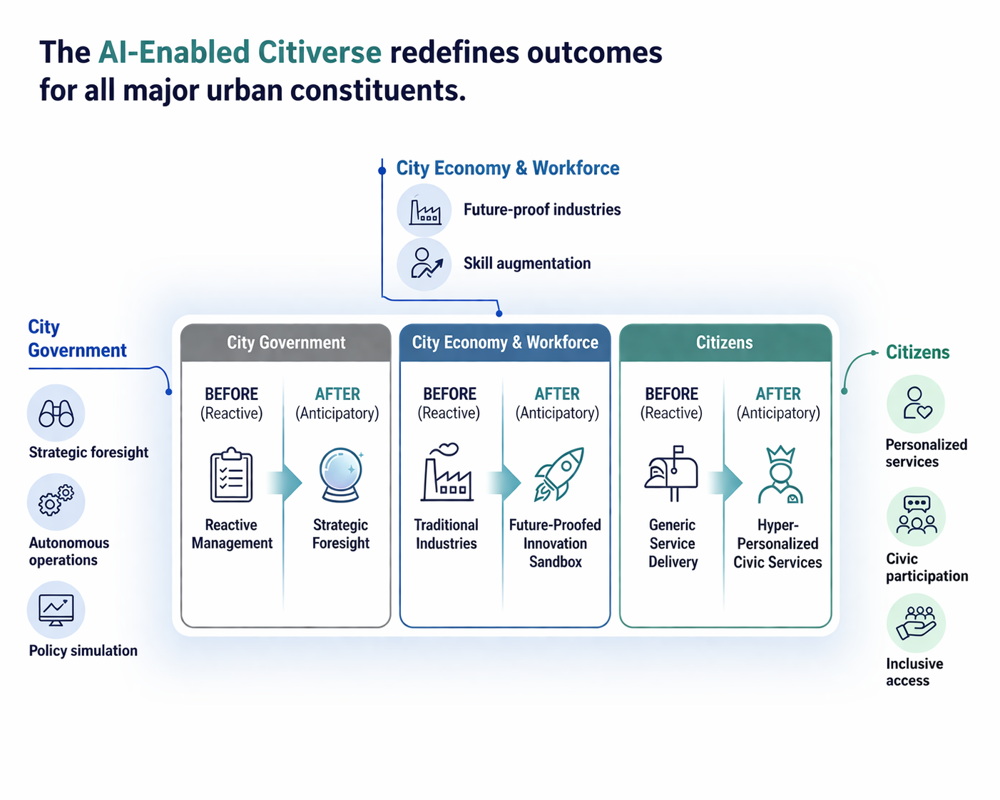 The AI-Enabled Citiverse redefines outcomes
for all major urban constituents.
City Economy & Workforce
Future-proof industries
Skill augmentation
City
Government
Strategic foresight
Autonomous
operations
Policy simulation
City Government
BEFORE
(Reactive)
AFTER
(Anticipatory)
Reactive
Management
Strategic
Foresight
City Economy & Workforce
BEFORE
(Reactive)
AFTER
(Anticipatory)
Traditional
Industries
Future-Proofed
Innovation
Sandbox
Citizens
BEFORE
(Reactive)
AFTER
(Anticipatory)
Generic
Service
Delivery
Hyper-
Personalized
Civic Services
Citizens
Personalized
services
Civic
participation
Inclusive
access